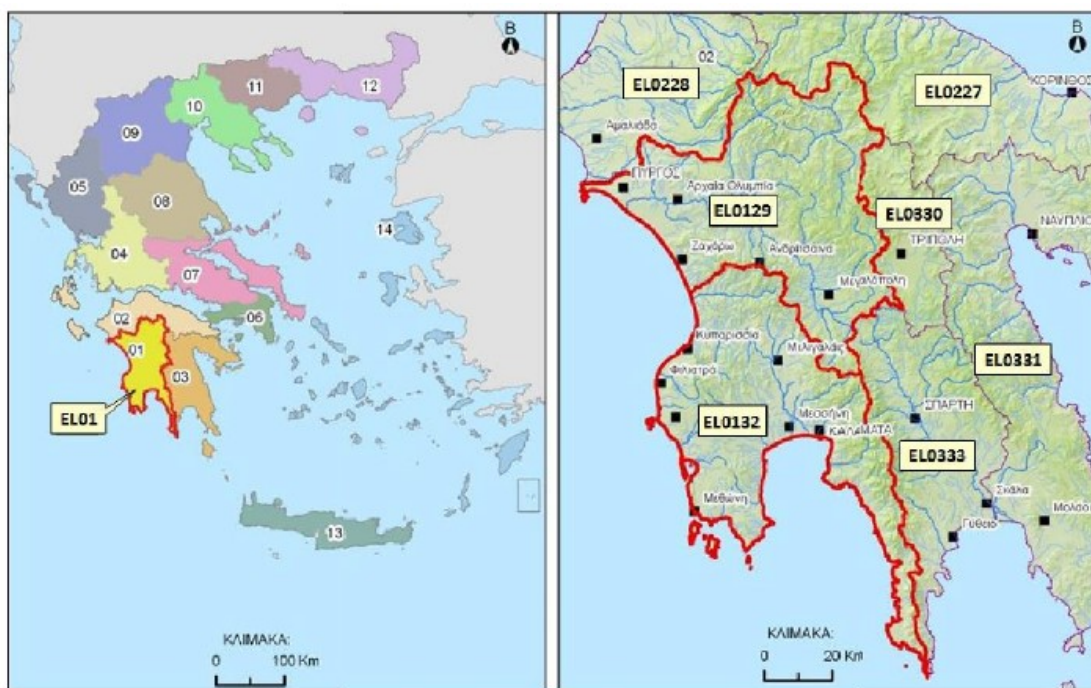 B
11
12
10
09
05
08
14
04
07
06
02
01
03
EL01
13
ΚΛΙΜΑΚΑ:
0 100 Km
B
02
EL0228
ΚΟΡΙΝΘΟΣ
EL0227
Αμαλιάδα
ΠΥΡΓΟΣ
Αρχαία Ολυμπία
EL0129
EL0330
ΝΑΥΠΛΙΟ
ΤΡΙΠΟΛΗ
Ζαχάρω
Ανδρίτσαινα
Μεγαλόπολη
Κυπαρισσία
Μελιγαλάς
EL0331
Φιλιατρά
ΣΠΑΡΤΗ
EL0132
Μεσσήνη
ΚΑΛΑΜΑΤΑ
EL0333
Μεθώνη
Σκάλα
Μολάοι
Γύθειο
ΚΛΙΜΑΚΑ:
0 20 Km